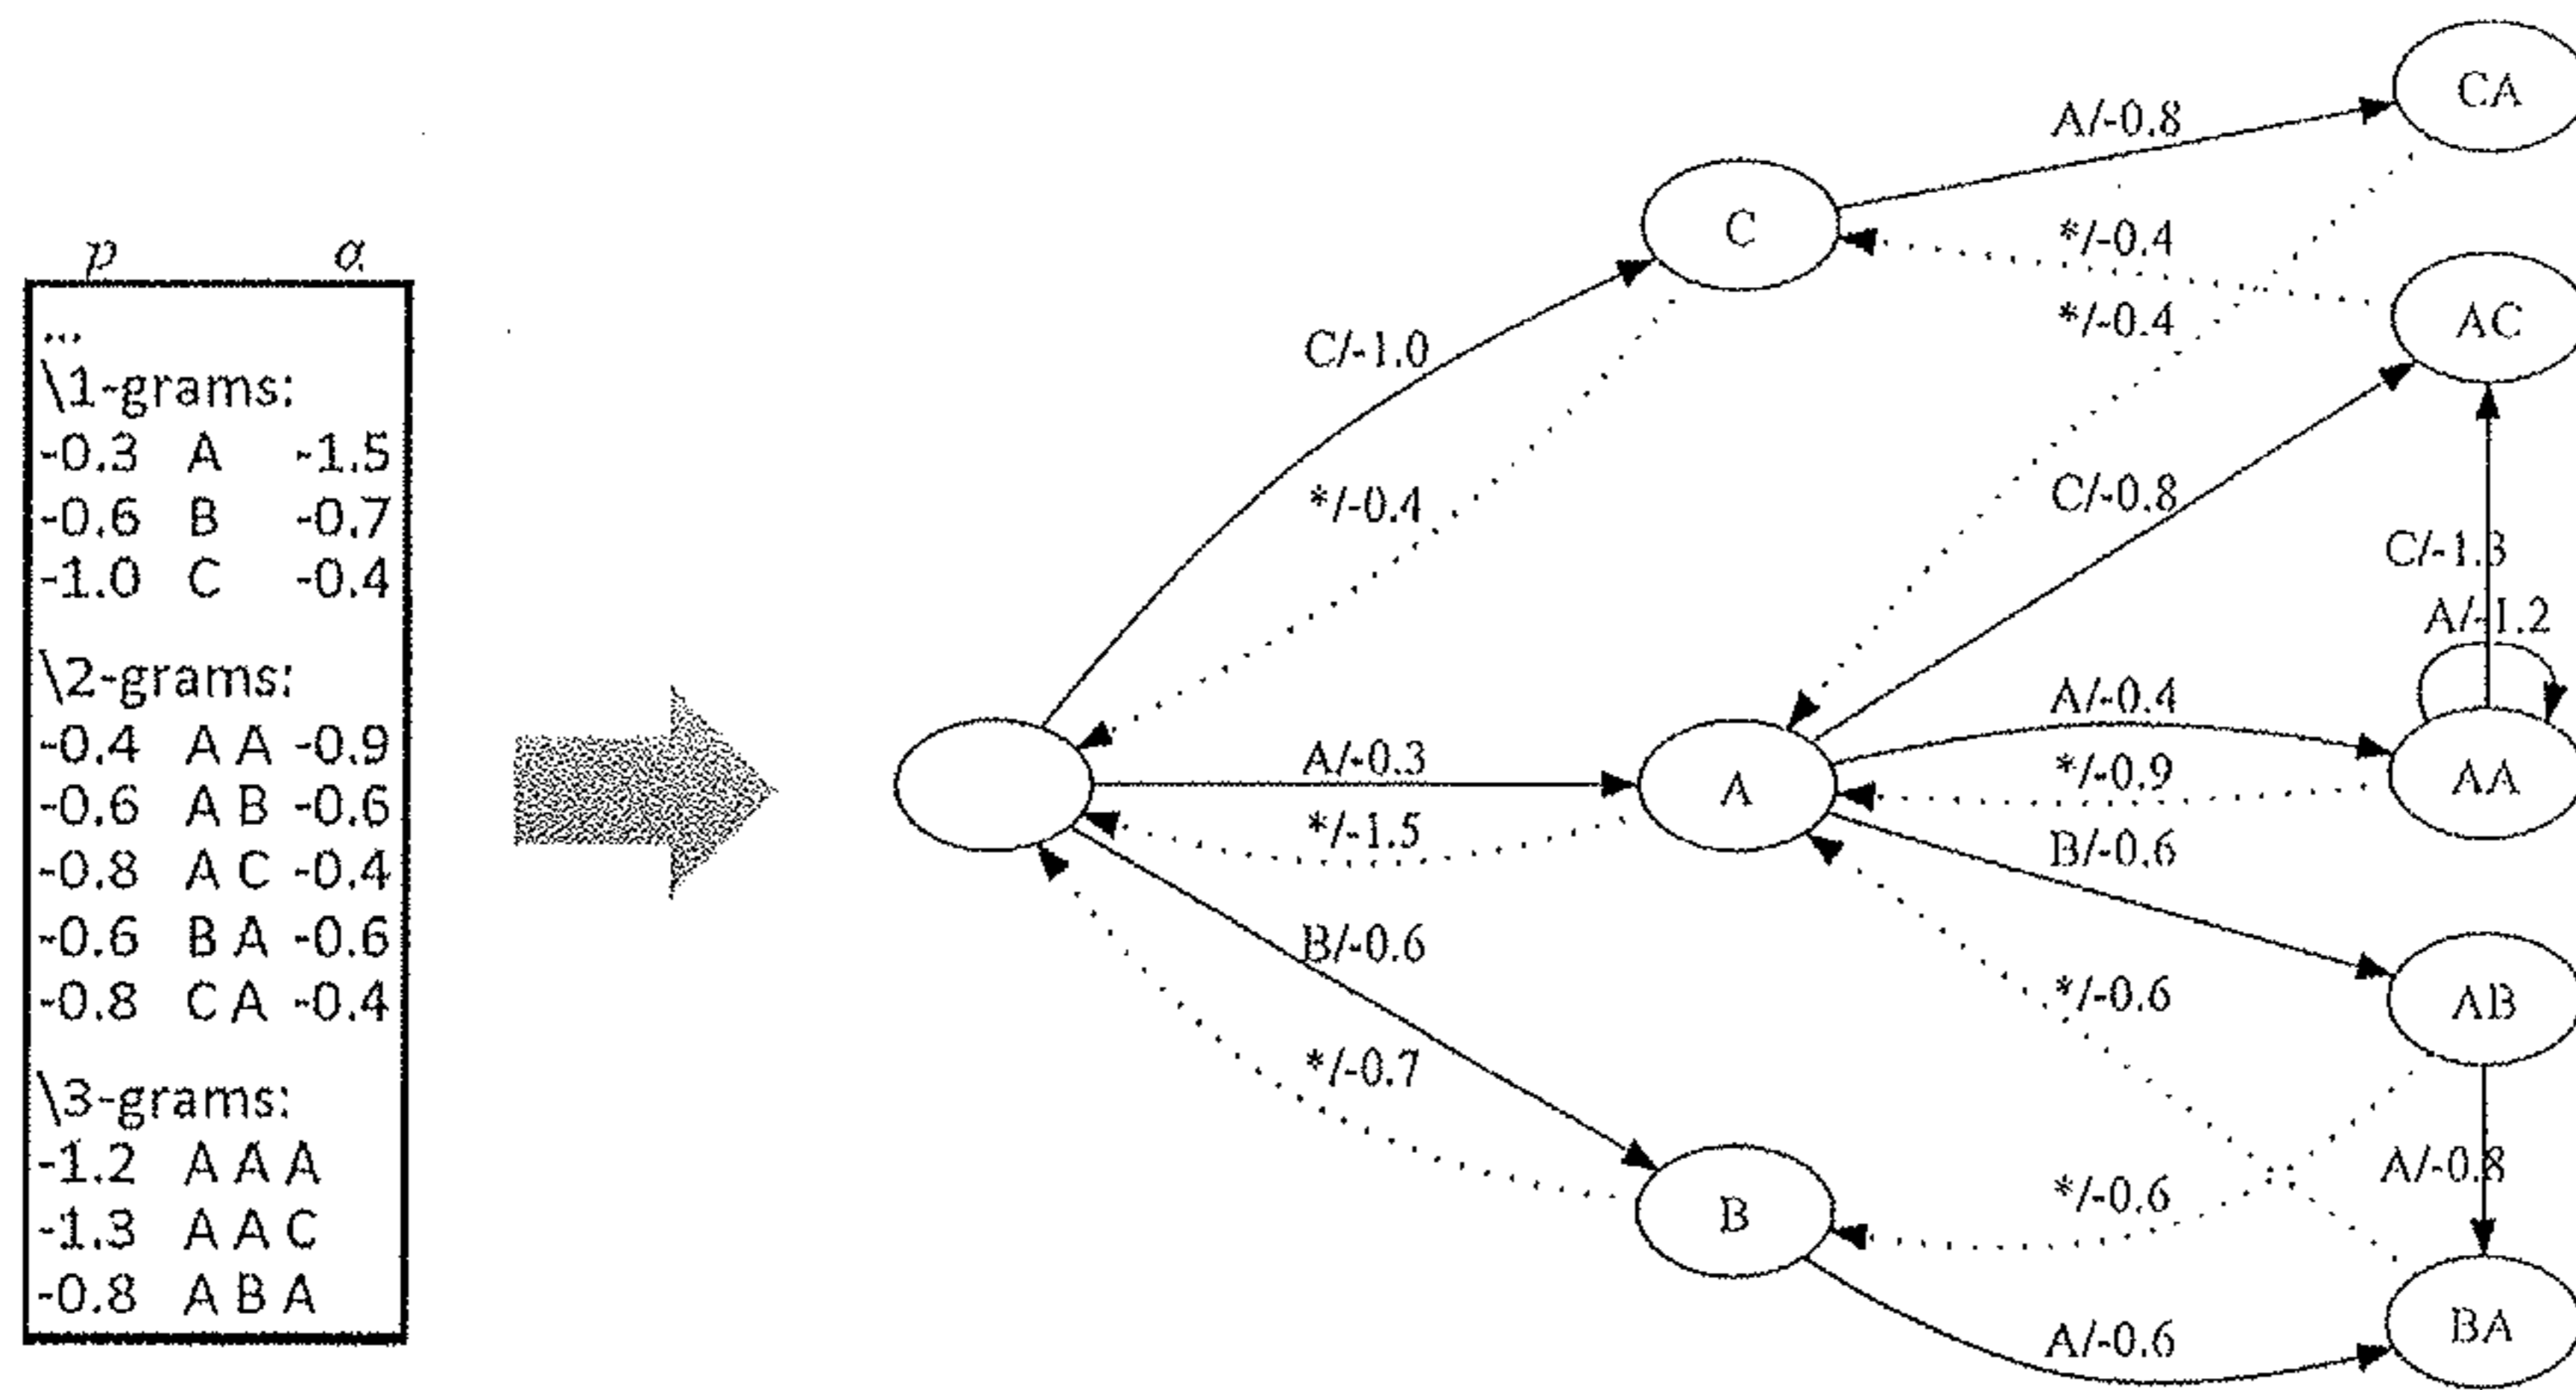 p α
...
\1-grams:
-0.3 A -1.5
-0.6 B -0.7
-1.0 C -0.4
\2-grams:
-0.4 A A -0.9
-0.6 A B -0.6
-0.8 A C -0.4
-0.6 B A -0.6
-0.8 C A -0.4
\3-grams:
-1.2 A A A
-1.3 A A C
-0.8 A B A
CA
A/-0.8
C
*/-0.4
AC
*/-0.4
C/-1.0
C/-0.8
*/-0.4
C/-1.3
A/-1.2
A/-0.4
A/-0.3
*/-0.9
A
AA
*/-1.5
B/-0.6
B/-0.6
*/-0.6
AB
*/-0.7
A/-0.8
*/-0.6
B
A/-0.6
BA